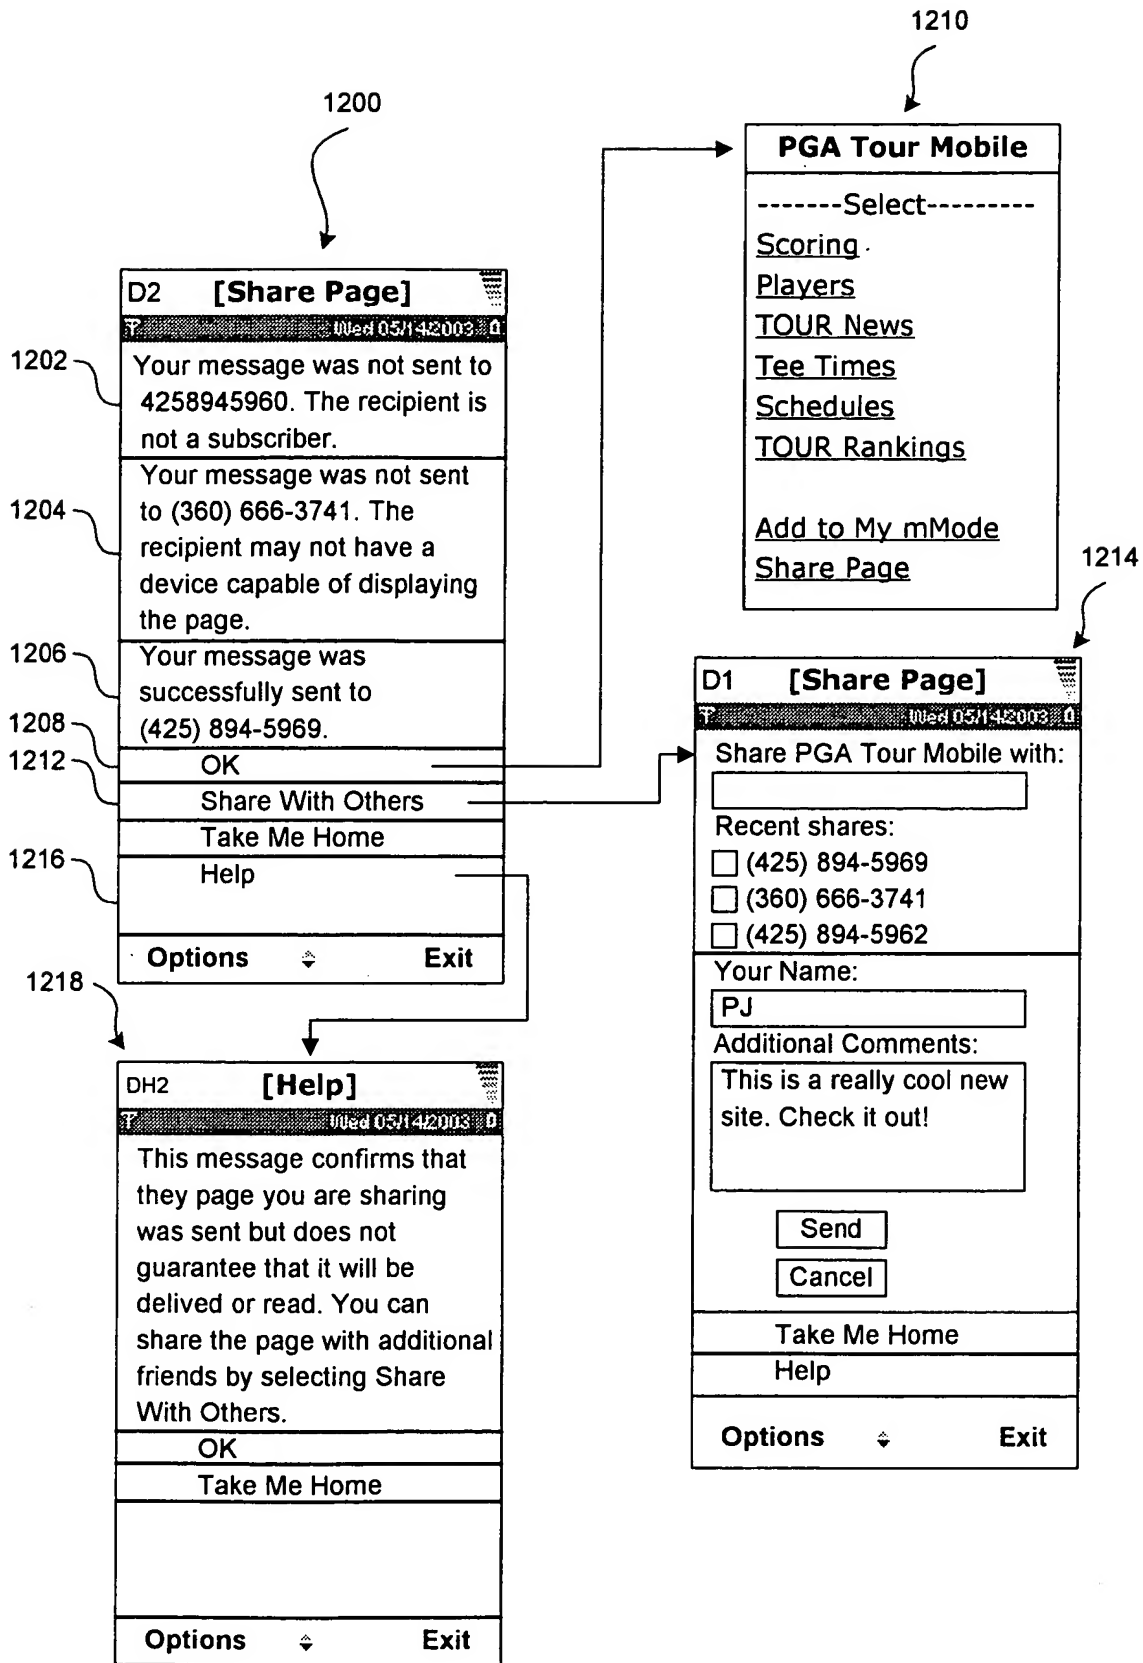 1210
1200
PGA Tour Mobile
-------Select---------
Scoring
Players
TOUR News
Tee Times
Schedules
TOUR Rankings
Add to My mMode
Share Page
D2 [Share Page]
Wed 05/14/2003
1202
Your message was not sent to
4258945960. The recipient is
not a subscriber.
1204
Your message was not sent
to (360) 666-3741. The
recipient may not have a
device capable of displaying
the page.
1206
Your message was
successfully sent to
(425) 894-5969.
1208
OK
1212
Share With Others
Take Me Home
1216
Help
Options Exit
1214
D1 [Share Page]
Wed 05/14/2003
Share PGA Tour Mobile with:
Recent shares:
(425) 894-5969
(360) 666-3741
(425) 894-5962
Your Name:
PJ
Additional Comments:
This is a really cool new
site. Check it out!
Send
Cancel
Take Me Home
Help
Options Exit
1218
DH2 [Help]
Wed 05/14/2003
This message confirms that
they page you are sharing
was sent but does not
guarantee that it will be
delived or read. You can
share the page with additional
friends by selecting Share
With Others.
OK
Take Me Home
Options Exit